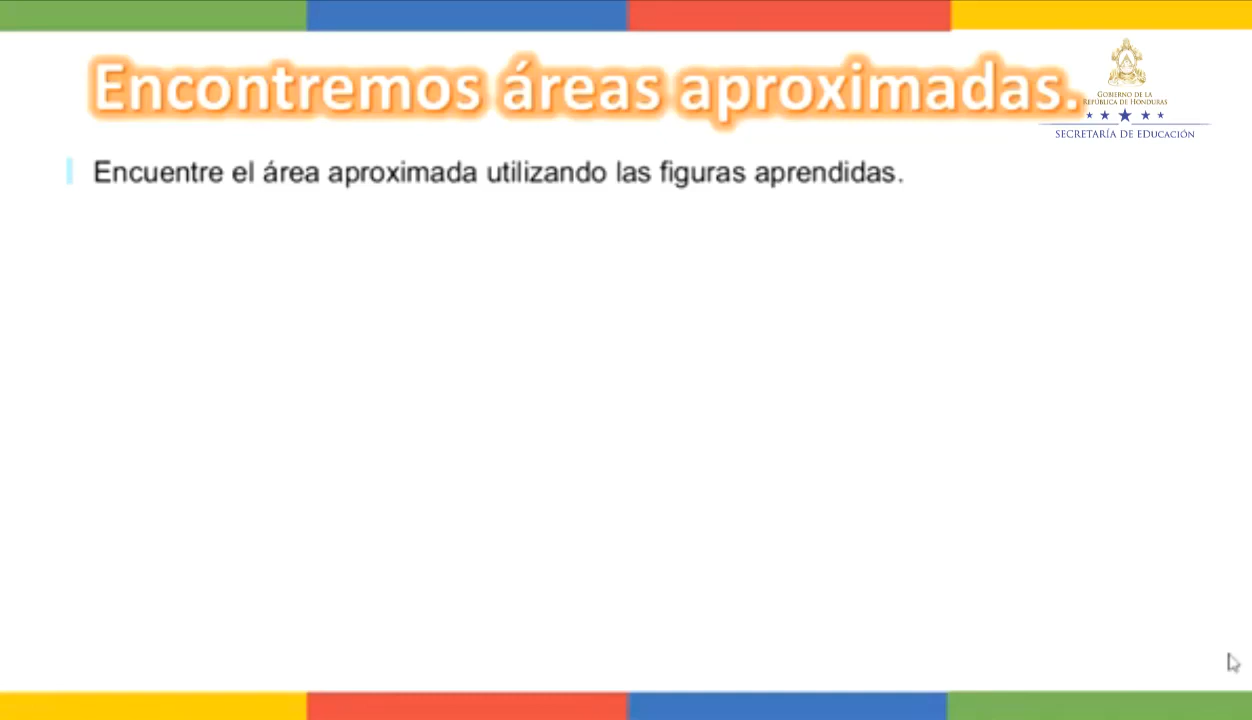 Encontremos áreas aproximadas.
GOBIERNO DE LA
REPÚBLICA DE HONDURAS
SECRETARÍA DE EDUCACIÓN
Encuentre el área aproximada utilizando las figuras aprendidas.